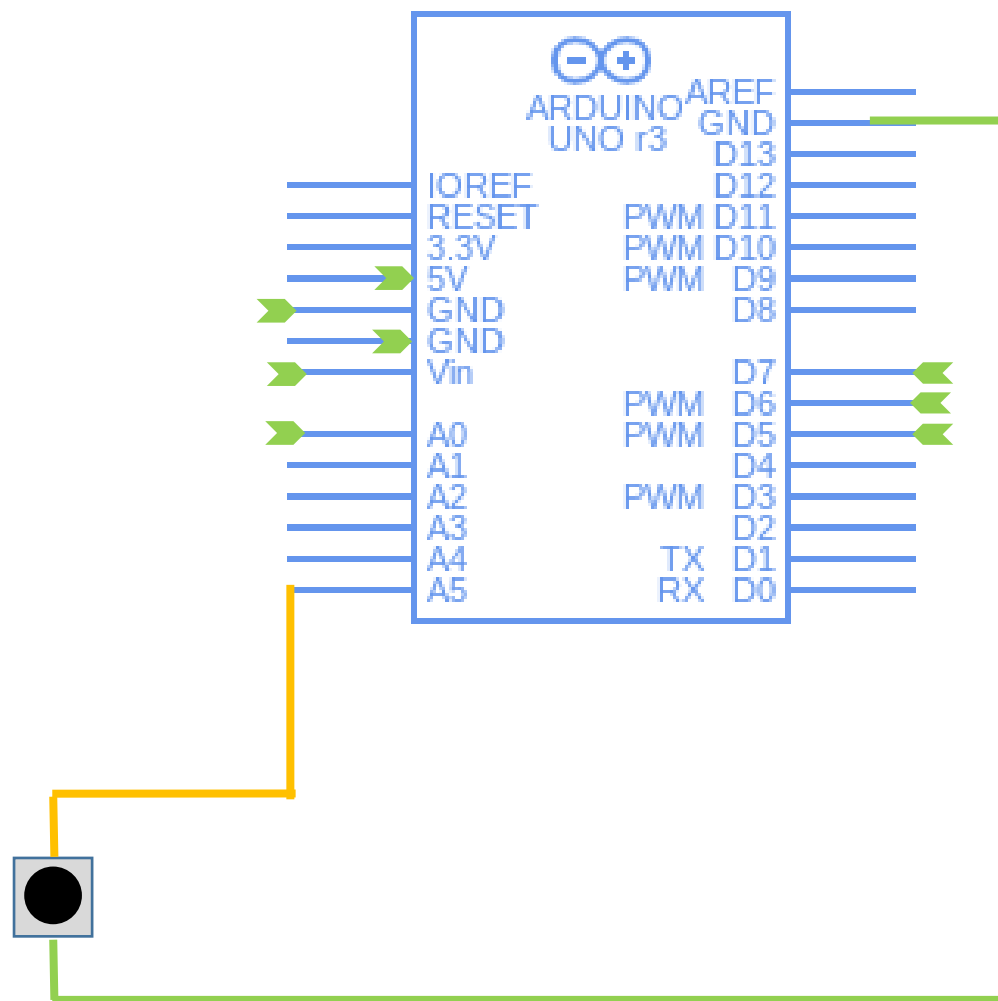 ARDUINO
UNO r3
AREF
GND
D13
IOREF
D12
RESET
PWM D11
3.3V
PWM D10
5V
PWM D9
GND
D8
GND
Vin
D7
PWM D6
A0
PWM D5
A1
D4
A2
PWM D3
A3
D2
A4
TX D1
A5
RX D0